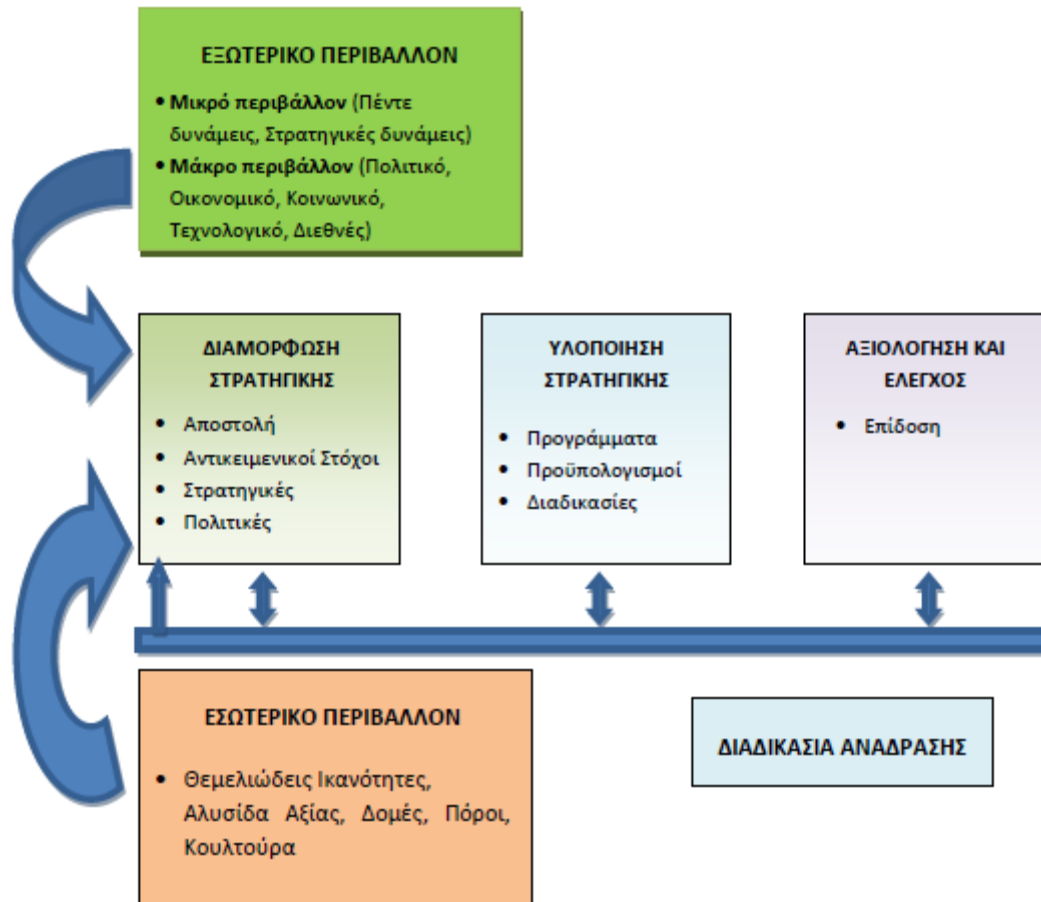 ΕΞΩΤΕΡΙΚΟ ΠΕΡΙΒΑΛΛΟΝ
• Μικρό περιβάλλον (Πέντε
δυνάμεις, Στρατηγικές δυνάμεις)
• Μάκρο περιβάλλον (Πολιτικό,
Οικονομικό, Κοινωνικό,
Τεχνολογικό, Διεθνές)
ΔΙΑΜΟΡΦΩΣΗ
ΣΤΡΑΤΗΓΙΚΗΣ
• Αποστολή
• Αντικειμενικοί Στόχοι
• Στρατηγικές
• Πολιτικές
ΥΛΟΠΟΙΗΣΗ
ΣΤΡΑΤΗΓΙΚΗΣ
• Προγράμματα
• Προϋπολογισμοί
• Διαδικασίες
ΑΞΙΟΛΟΓΗΣΗ ΚΑΙ
ΕΛΕΓΧΟΣ
• Επίδοση
ΕΣΩΤΕΡΙΚΟ ΠΕΡΙΒΑΛΛΟΝ
• Θεμελιώδεις Ικανότητες,
Αλυσίδα Αξίας, Δομές, Πόροι,
Κουλτούρα
ΔΙΑΔΙΚΑΣΙΑ ΑΝΑΔΡΑΣΗΣ